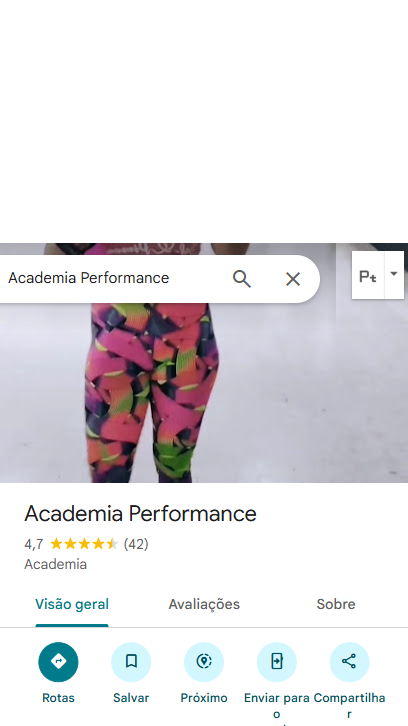 Academia Performance
Pt
Academia Performance
4,7 (42)
Academia
Visão geral Avaliações Sobre
Rotas Salvar Próximo Enviar para o Compartilhar